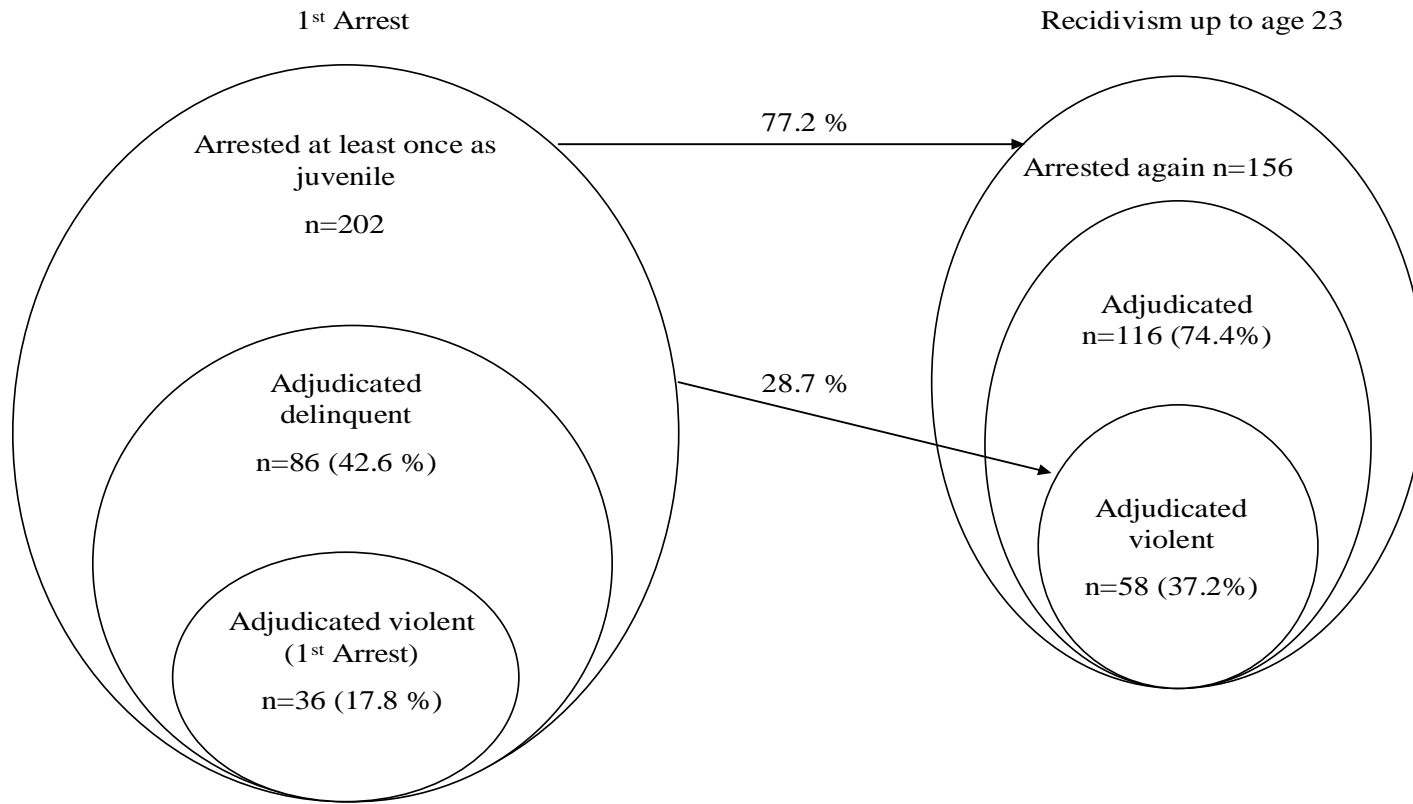 1st Arrest
Recidivism up to age 23
Arrested at least once as
juvenile
n=202
77.2 %
Arrested again n=156
Adjudicated
delinquent
n=86 (42.6 %)
28.7 %
Adjudicated
n=116 (74.4%)
Adjudicated violent
(1st Arrest)
n=36 (17.8 %)
Adjudicated
violent
n=58 (37.2%)